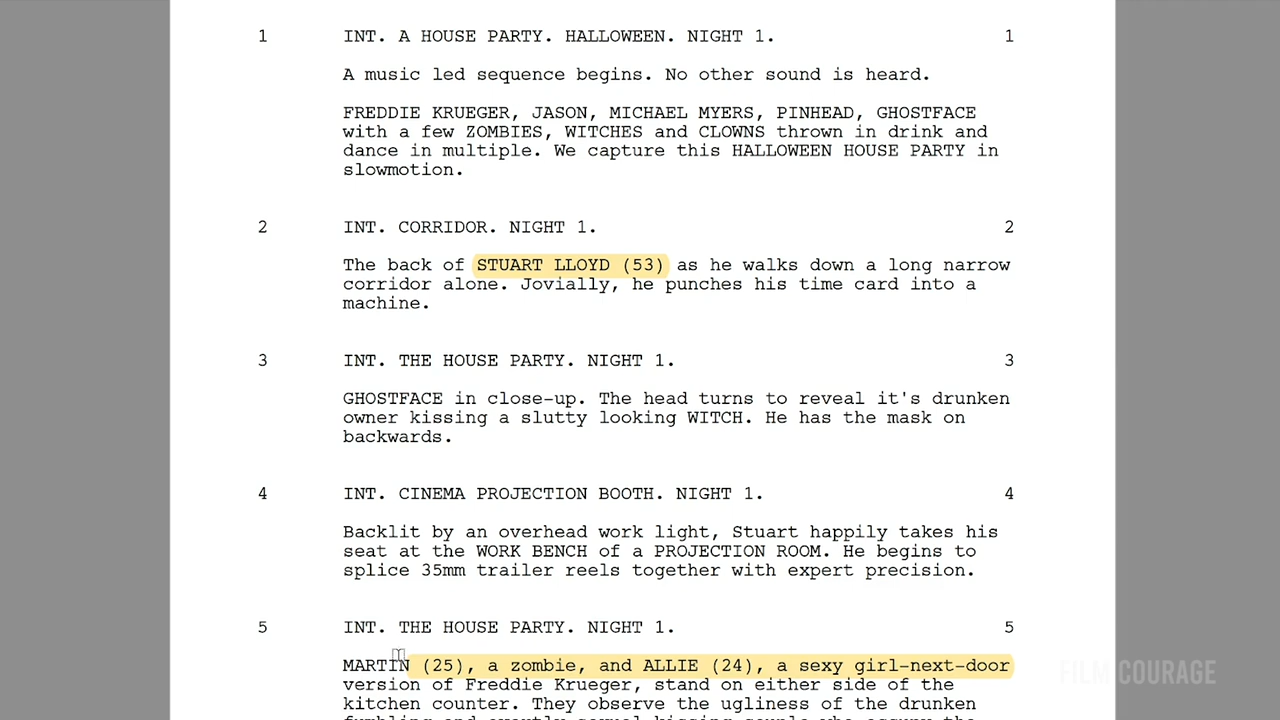 1 INT. A HOUSE PARTY. HALLOWEEN. NIGHT 1. 1
A music led sequence begins. No other sound is heard.
FREDDIE KRUEGER, JASON, MICHAEL MYERS, PINHEAD, GHOSTFACE
with a few ZOMBIES, WITCHES and CLOWNS thrown in drink and
dance in multiple. We capture this HALLOWEEN HOUSE PARTY in
slowmotion.
2 INT. CORRIDOR. NIGHT 1. 2
The back of STUART LLOYD (53) as he walks down a long narrow
corridor alone. Jovially, he punches his time card into a
machine.
3 INT. THE HOUSE PARTY. NIGHT 1. 3
GHOSTFACE in close-up. The head turns to reveal it's drunken
owner kissing a slutty looking WITCH. He has the mask on
backwards.
4 INT. CINEMA PROJECTION BOOTH. NIGHT 1. 4
Backlit by an overhead work light, Stuart happily takes his
seat at the WORK BENCH of a PROJECTION ROOM. He begins to
splice 35mm trailer reels together with expert precision.
5 INT. THE HOUSE PARTY. NIGHT 1. 5
MARTIN (25), a zombie, and ALLIE (24), a sexy girl-next-door
version of Freddie Krueger, stand on either side of the
kitchen counter. They observe the ugliness of the drunken
FILM COURAGE